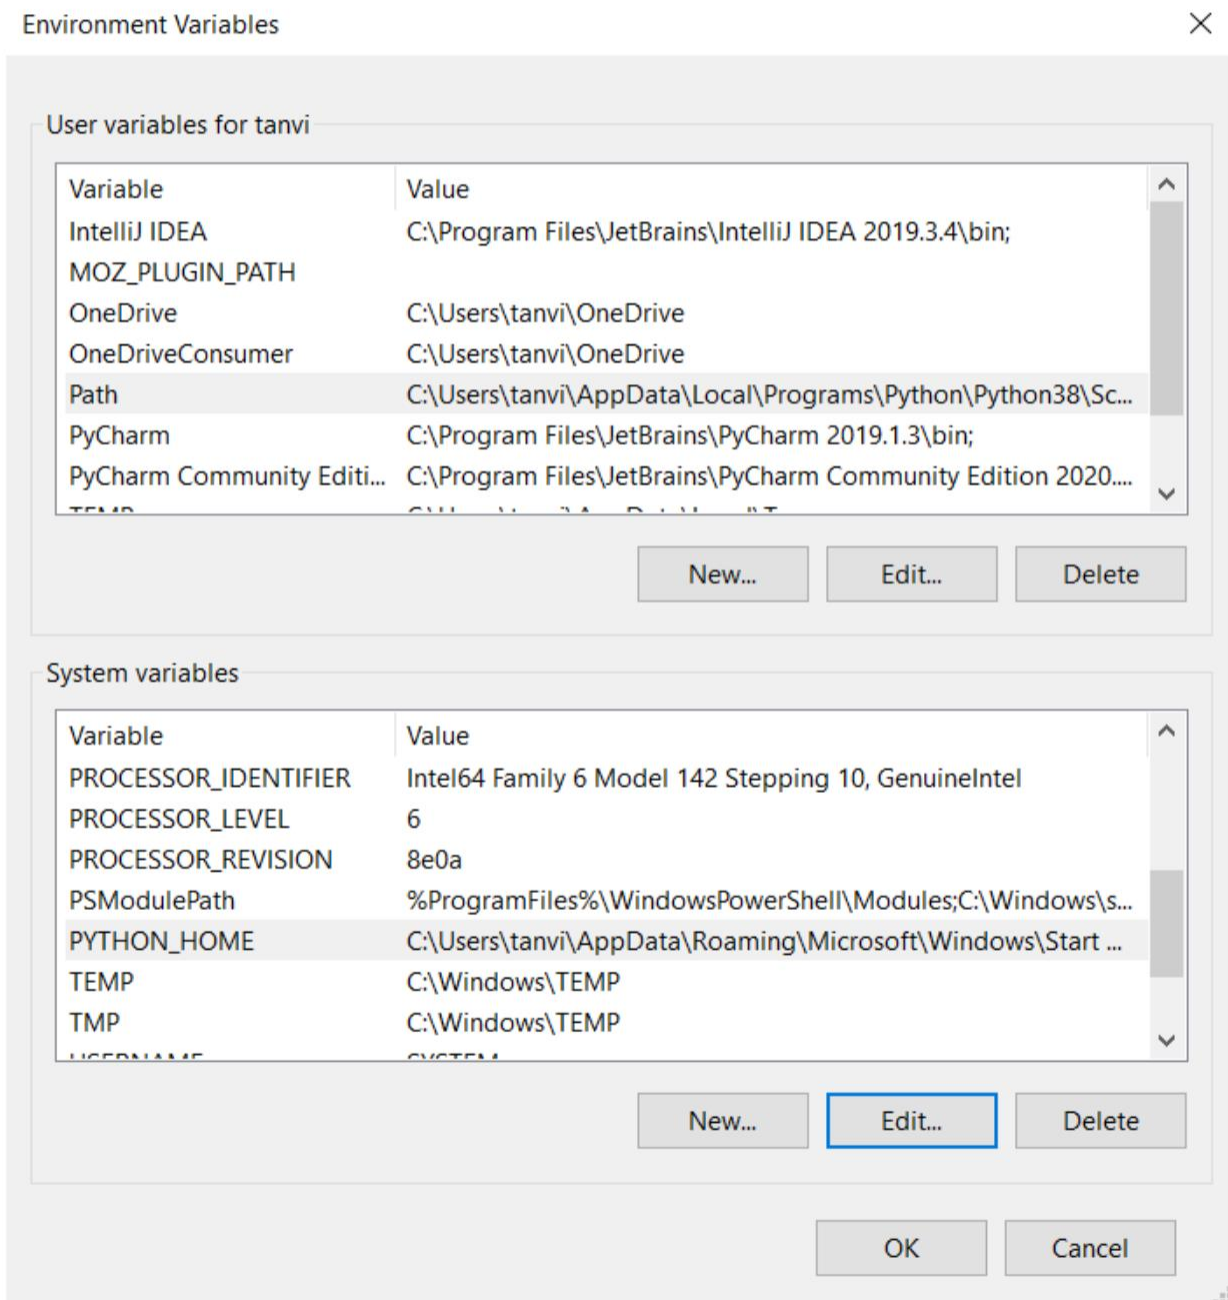 Environment Variables
User variables for tanvi
Variable Value
IntelliJ IDEA C:\Program Files\JetBrains\IntelliJ IDEA 2019.3.4\bin;
MOZ_PLUGIN_PATH
OneDrive C:\Users\tanvi\OneDrive
OneDriveConsumer C:\Users\tanvi\OneDrive
Path C:\Users\tanvi\AppData\Local\Programs\Python\Python38\Sc...
PyCharm C:\Program Files\JetBrains\PyCharm 2019.1.3\bin;
PyCharm Community Editi... C:\Program Files\JetBrains\PyCharm Community Edition 2020....
TEMP
New... Edit... Delete
System variables
Variable Value
PROCESSOR_IDENTIFIER Intel64 Family 6 Model 142 Stepping 10, GenuineIntel
PROCESSOR_LEVEL 6
PROCESSOR_REVISION 8e0a
PSModulePath %ProgramFiles%\WindowsPowerShell\Modules;C:\Windows\s...
PYTHON_HOME C:\Users\tanvi\AppData\Roaming\Microsoft\Windows\Start ...
TEMP C:\Windows\TEMP
TMP C:\Windows\TEMP
USERNAME SYSTEM
New... Edit... Delete
OK Cancel